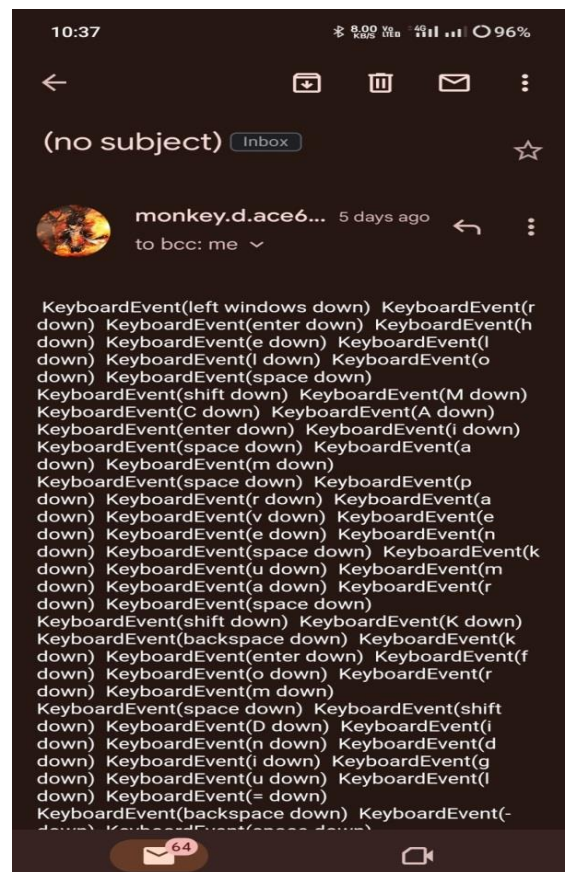 10:37
8.00 KB/S Vo LTE 4G 96%
(no subject) Inbox
monkey.d.ace6... 5 days ago
to bcc: me
KeyboardEvent(left windows down) KeyboardEvent(r
down) KeyboardEvent(enter down) KeyboardEvent(h
down) KeyboardEvent(e down) KeyboardEvent(l
down) KeyboardEvent(l down) KeyboardEvent(o
down) KeyboardEvent(space down)
KeyboardEvent(shift down) KeyboardEvent(M down)
KeyboardEvent(C down) KeyboardEvent(A down)
KeyboardEvent(enter down) KeyboardEvent(i down)
KeyboardEvent(space down) KeyboardEvent(a
down) KeyboardEvent(m down)
KeyboardEvent(space down) KeyboardEvent(p
down) KeyboardEvent(r down) KeyboardEvent(a
down) KeyboardEvent(v down) KeyboardEvent(e
down) KeyboardEvent(e down) KeyboardEvent(n
down) KeyboardEvent(space down) KeyboardEvent(k
down) KeyboardEvent(u down) KeyboardEvent(m
down) KeyboardEvent(a down) KeyboardEvent(r
down) KeyboardEvent(space down)
KeyboardEvent(shift down) KeyboardEvent(K down)
KeyboardEvent(backspace down) KeyboardEvent(k
down) KeyboardEvent(enter down) KeyboardEvent(f
down) KeyboardEvent(o down) KeyboardEvent(r
down) KeyboardEvent(m down)
KeyboardEvent(space down) KeyboardEvent(shift
down) KeyboardEvent(D down) KeyboardEvent(i
down) KeyboardEvent(n down) KeyboardEvent(d
down) KeyboardEvent(i down) KeyboardEvent(g
down) KeyboardEvent(u down) KeyboardEvent(l
down) KeyboardEvent(= down)
KeyboardEvent(backspace down) KeyboardEvent(-
down) KeyboardEvent(space down)
64